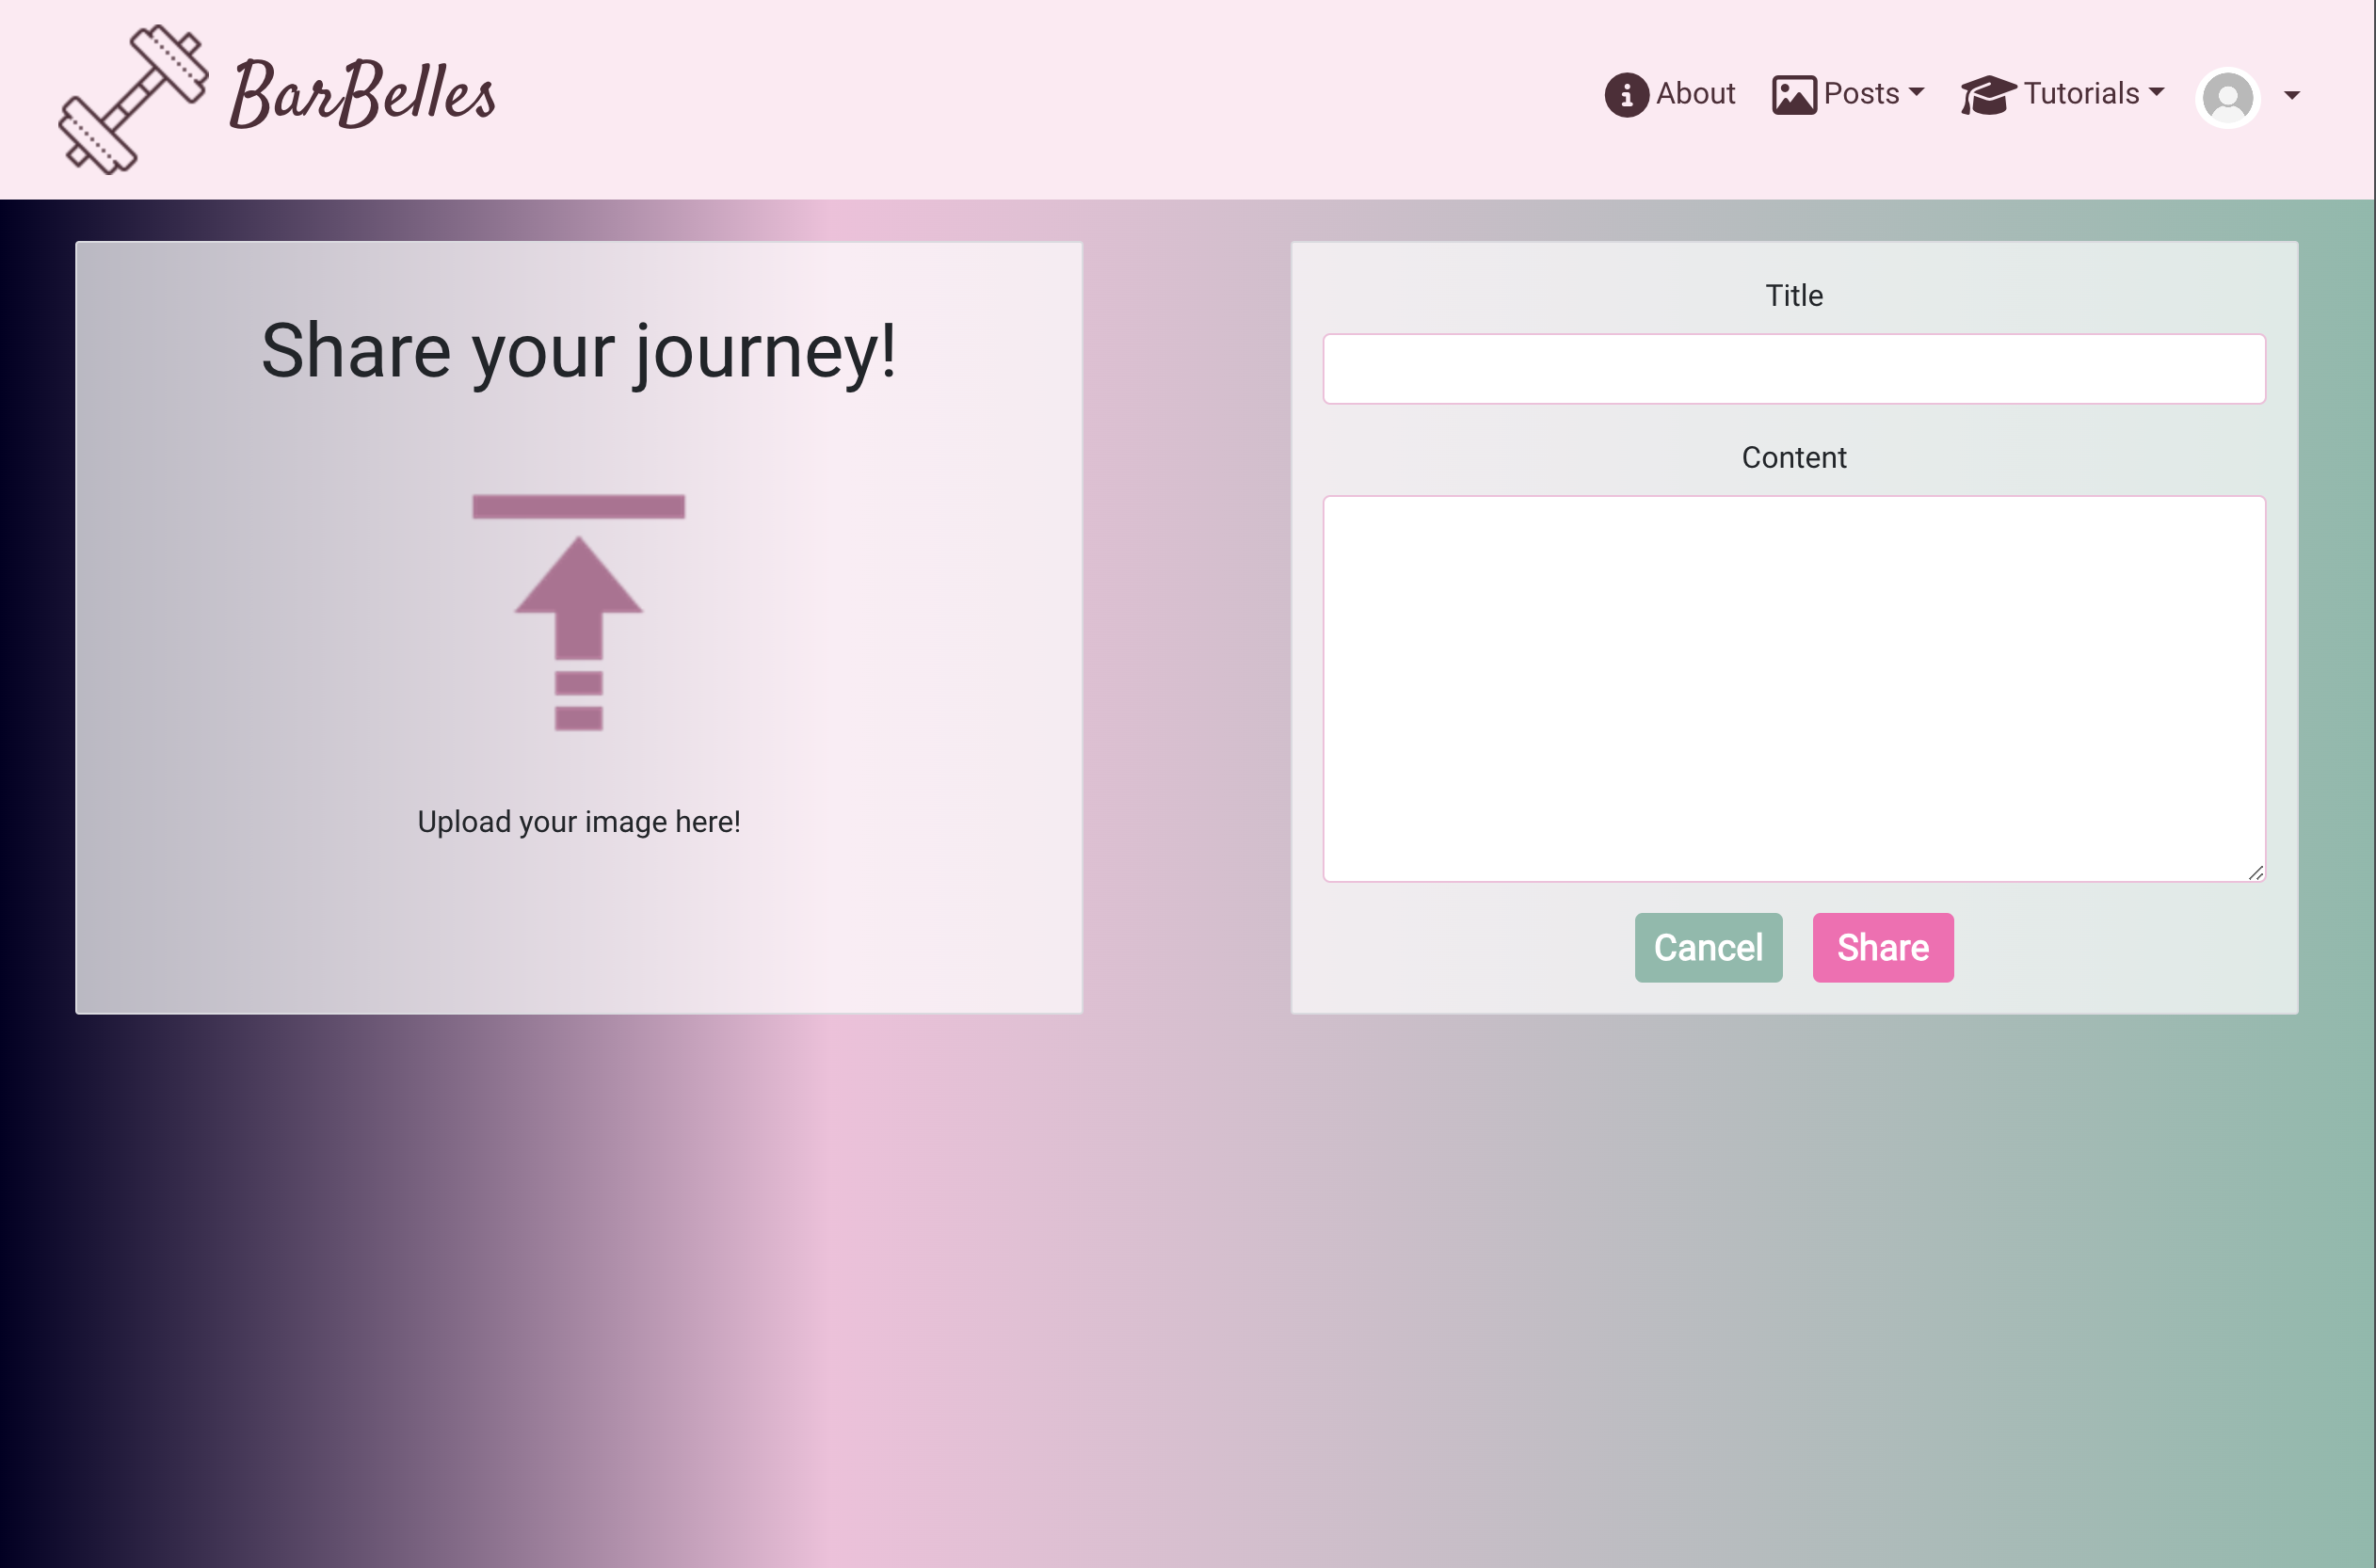 BarBelles
About
Posts
Tutorials
Share your journey!
Upload your image here!
Title
Content
Cancel
Share